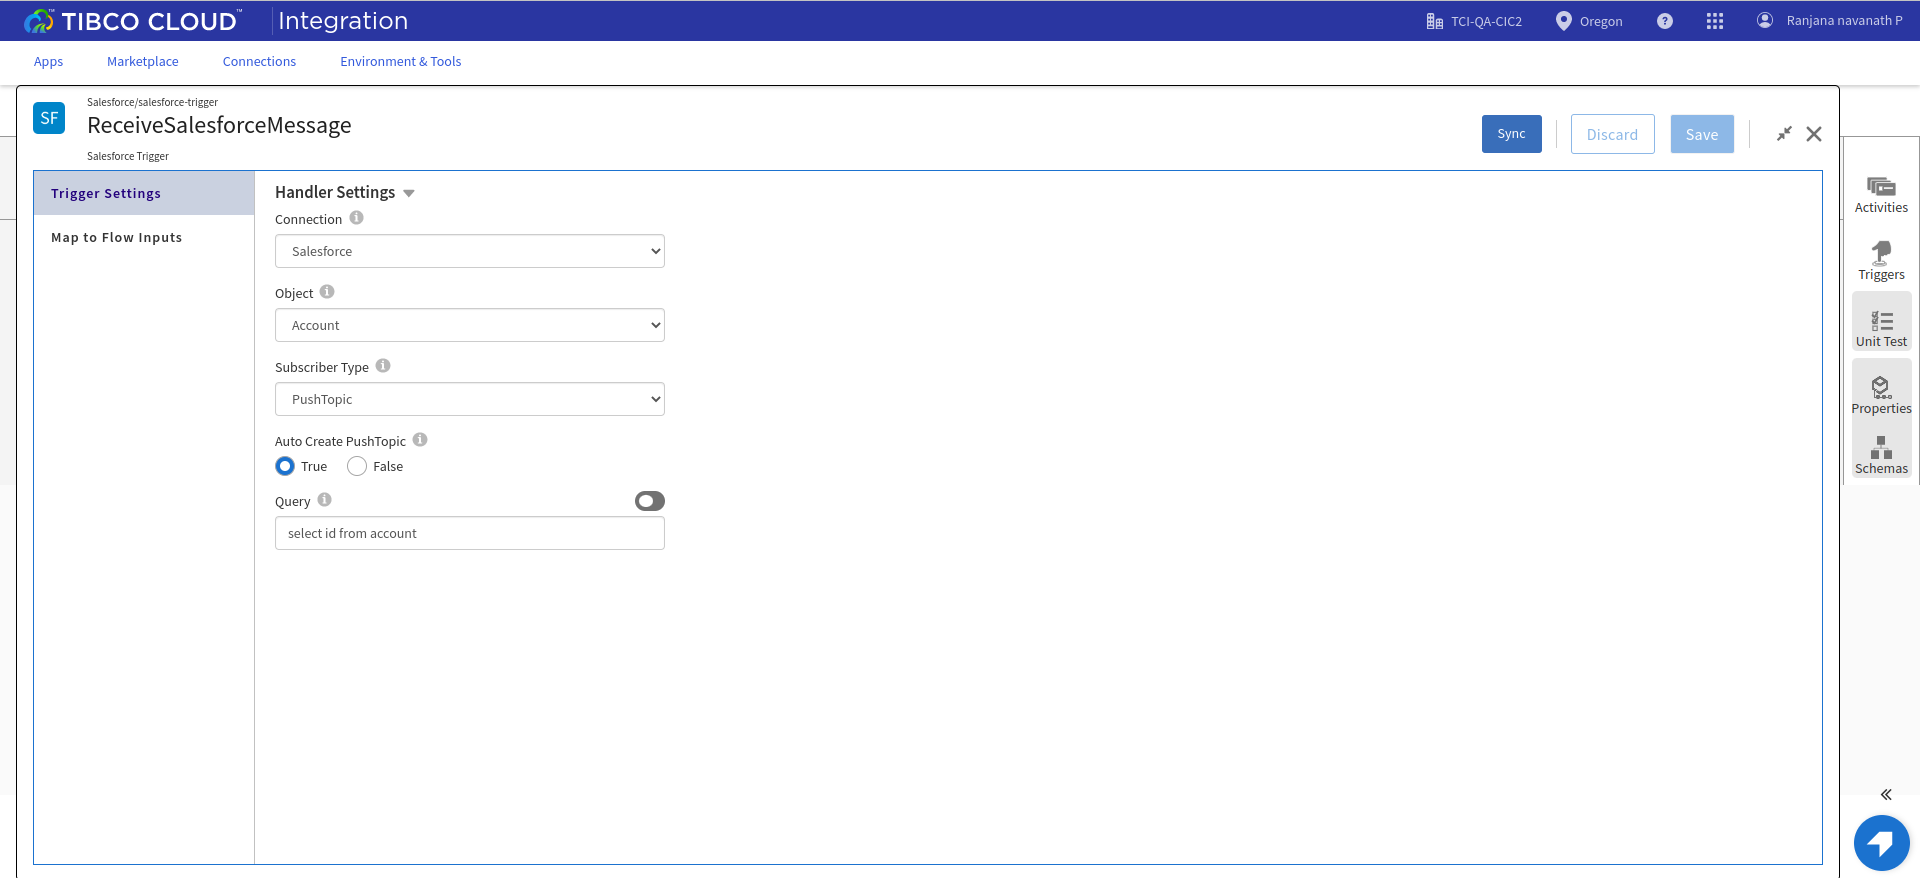 TIBCO CLOUD™ Integration
TCI-QA-CIC2 Oregon ? Ranjana navanath P
Apps Marketplace Connections Environment & Tools
SF
Salesforce/salesforce-trigger
ReceiveSalesforceMessage
Salesforce Trigger
Sync Discard Save
Trigger Settings
Map to Flow Inputs
Handler Settings
Connection i
Salesforce
Object i
Account
Subscriber Type i
PushTopic
Auto Create PushTopic i
True False
Query i
select id from account
Activities
Triggers
Unit Test
Properties
Schemas